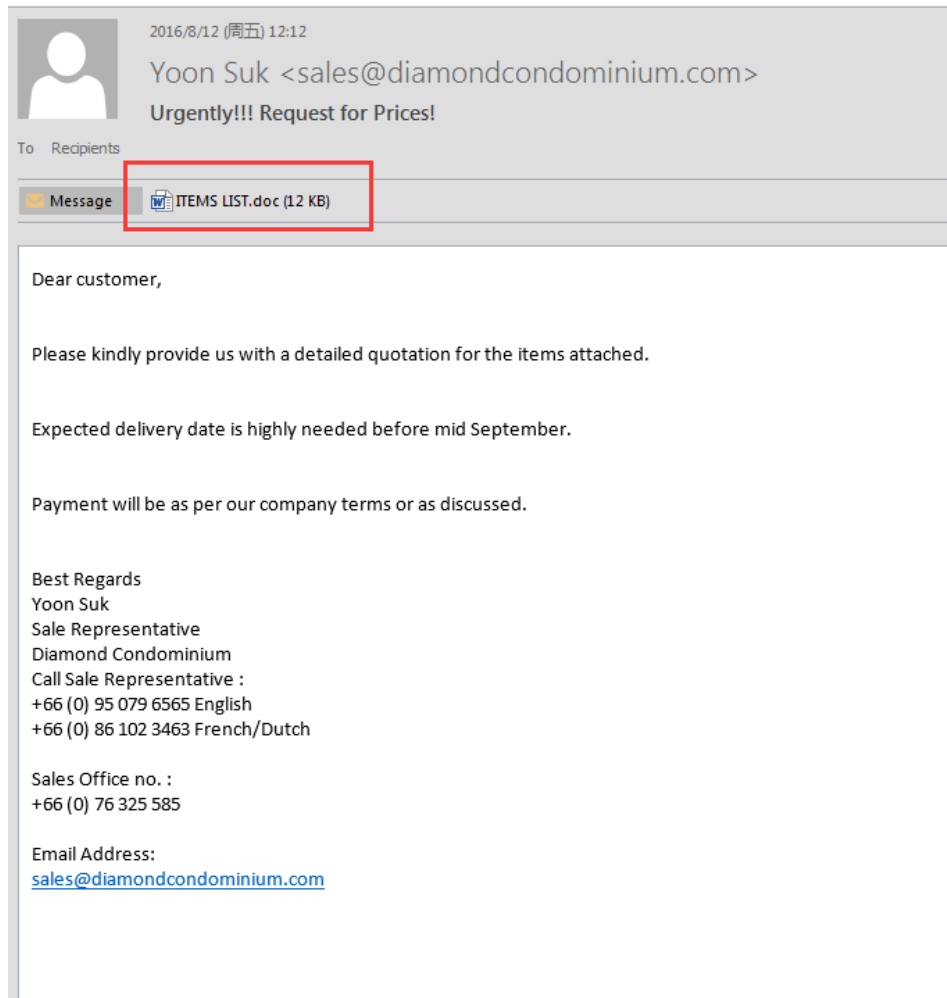 2016/8/12 (周五) 12:12
Yoon Suk <sales@diamondcondominium.com>
Urgently!!! Request for Prices!
To Recipients
Message ITEMS LIST.doc (12 KB)
Dear customer,
Please kindly provide us with a detailed quotation for the items attached.
Expected delivery date is highly needed before mid September.
Payment will be as per our company terms or as discussed.
Best Regards
Yoon Suk
Sale Representative
Diamond Condominium
Call Sale Representative :
+66 (0) 95 079 6565 English
+66 (0) 86 102 3463 French/Dutch
Sales Office no. :
+66 (0) 76 325 585
Email Address:
sales@diamondcondominium.com